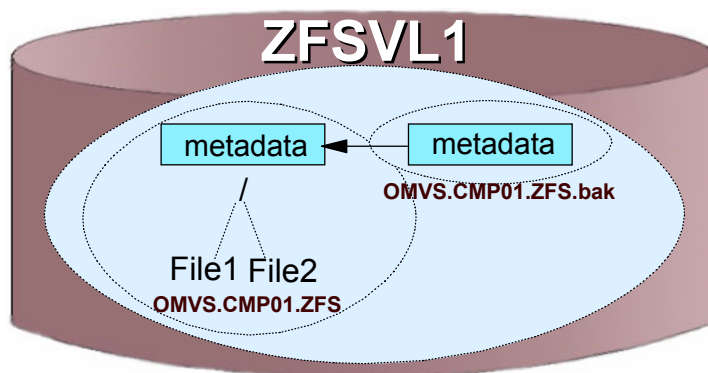 ZFSVL1
metadata metadata
OMVS.CMP01.ZFS.bak
/
File1 File2
OMVS.CMP01.ZFS